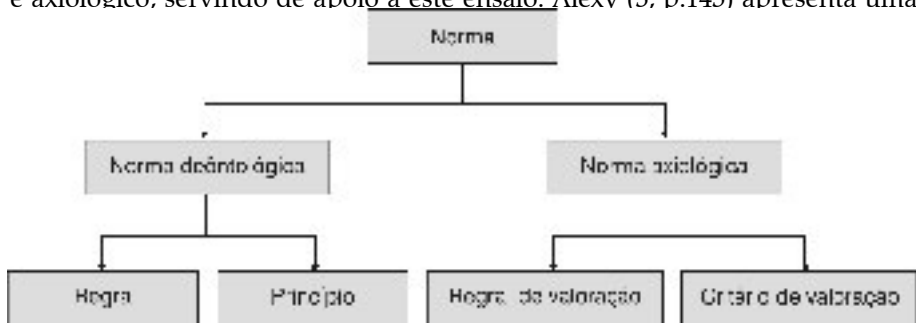 e axiológico, servindo de apoio a este ensaio. Alexy (5, p.145) apresenta uma
Norma
Norma deôntológica Norma axiológica
Regra Princípio Regra de valoração Critério de valoração